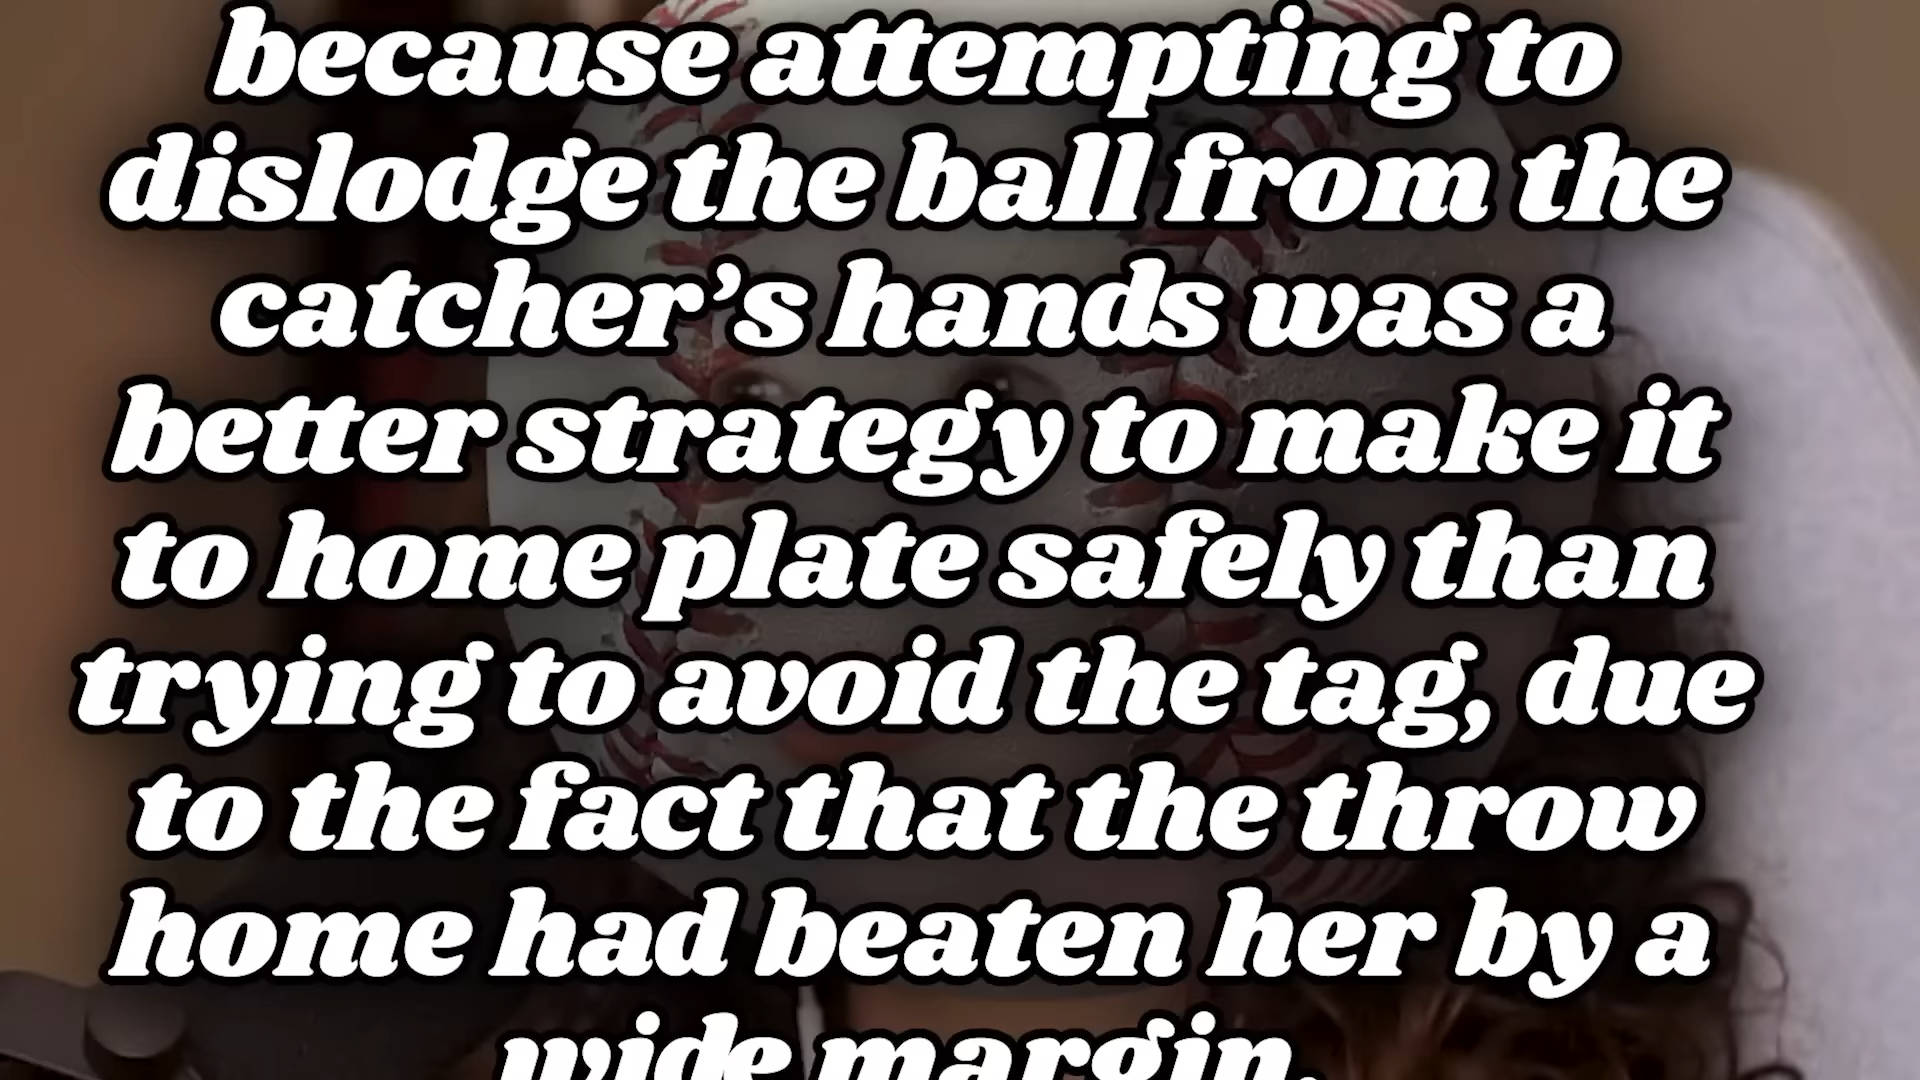 because attempting to
dislodge the ball from the
catcher's hands was a
better strategy to make it
to home plate safely than
trying to avoid the tag, due
to the fact that the throw
home had beaten her by a
wide margin.